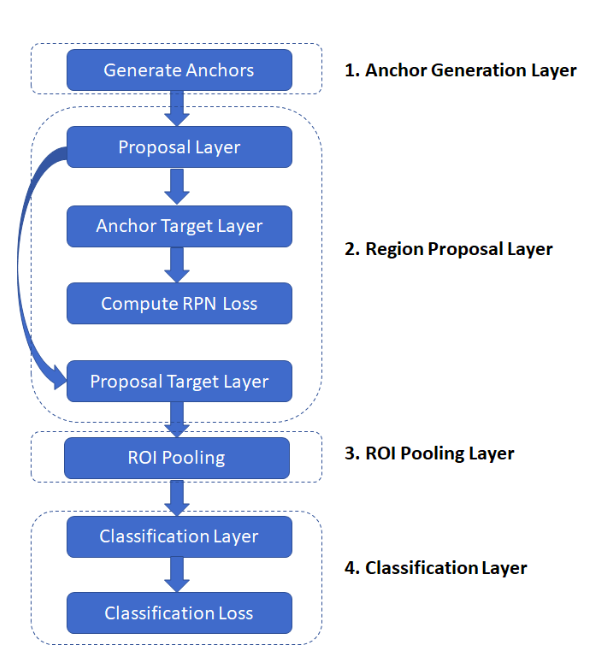 Generate Anchors
1. Anchor Generation Layer
Proposal Layer
Anchor Target Layer
2. Region Proposal Layer
Compute RPN Loss
Proposal Target Layer
ROI Pooling
3. ROI Pooling Layer
Classification Layer
4. Classification Layer
Classification Loss